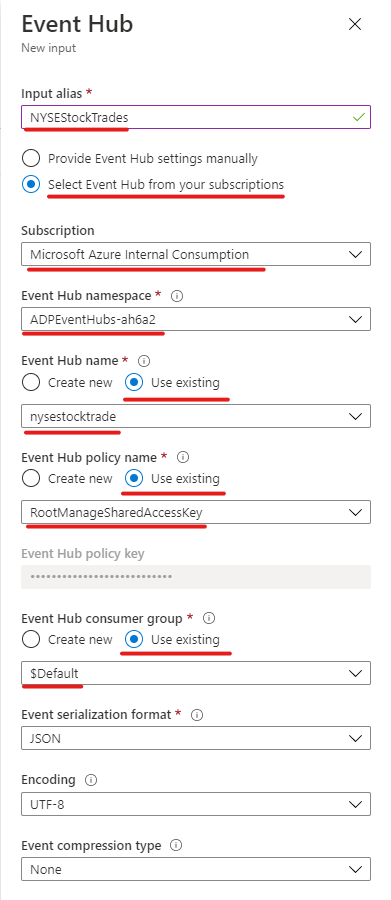 Event Hub
New input
Input alias *
NYSEStockTrades
Provide Event Hub settings manually
Select Event Hub from your subscriptions
Subscription
Microsoft Azure Internal Consumption
Event Hub namespace *
ADPEventHubs-ah6a2
Event Hub name *
Create new Use existing
nysestocktrade
Event Hub policy name *
Create new Use existing
RootManageSharedAccessKey
Event Hub policy key
•••••••••••••••••••••••••••
Event Hub consumer group *
Create new Use existing
$Default
Event serialization format *
JSON
Encoding
UTF-8
Event compression type
None